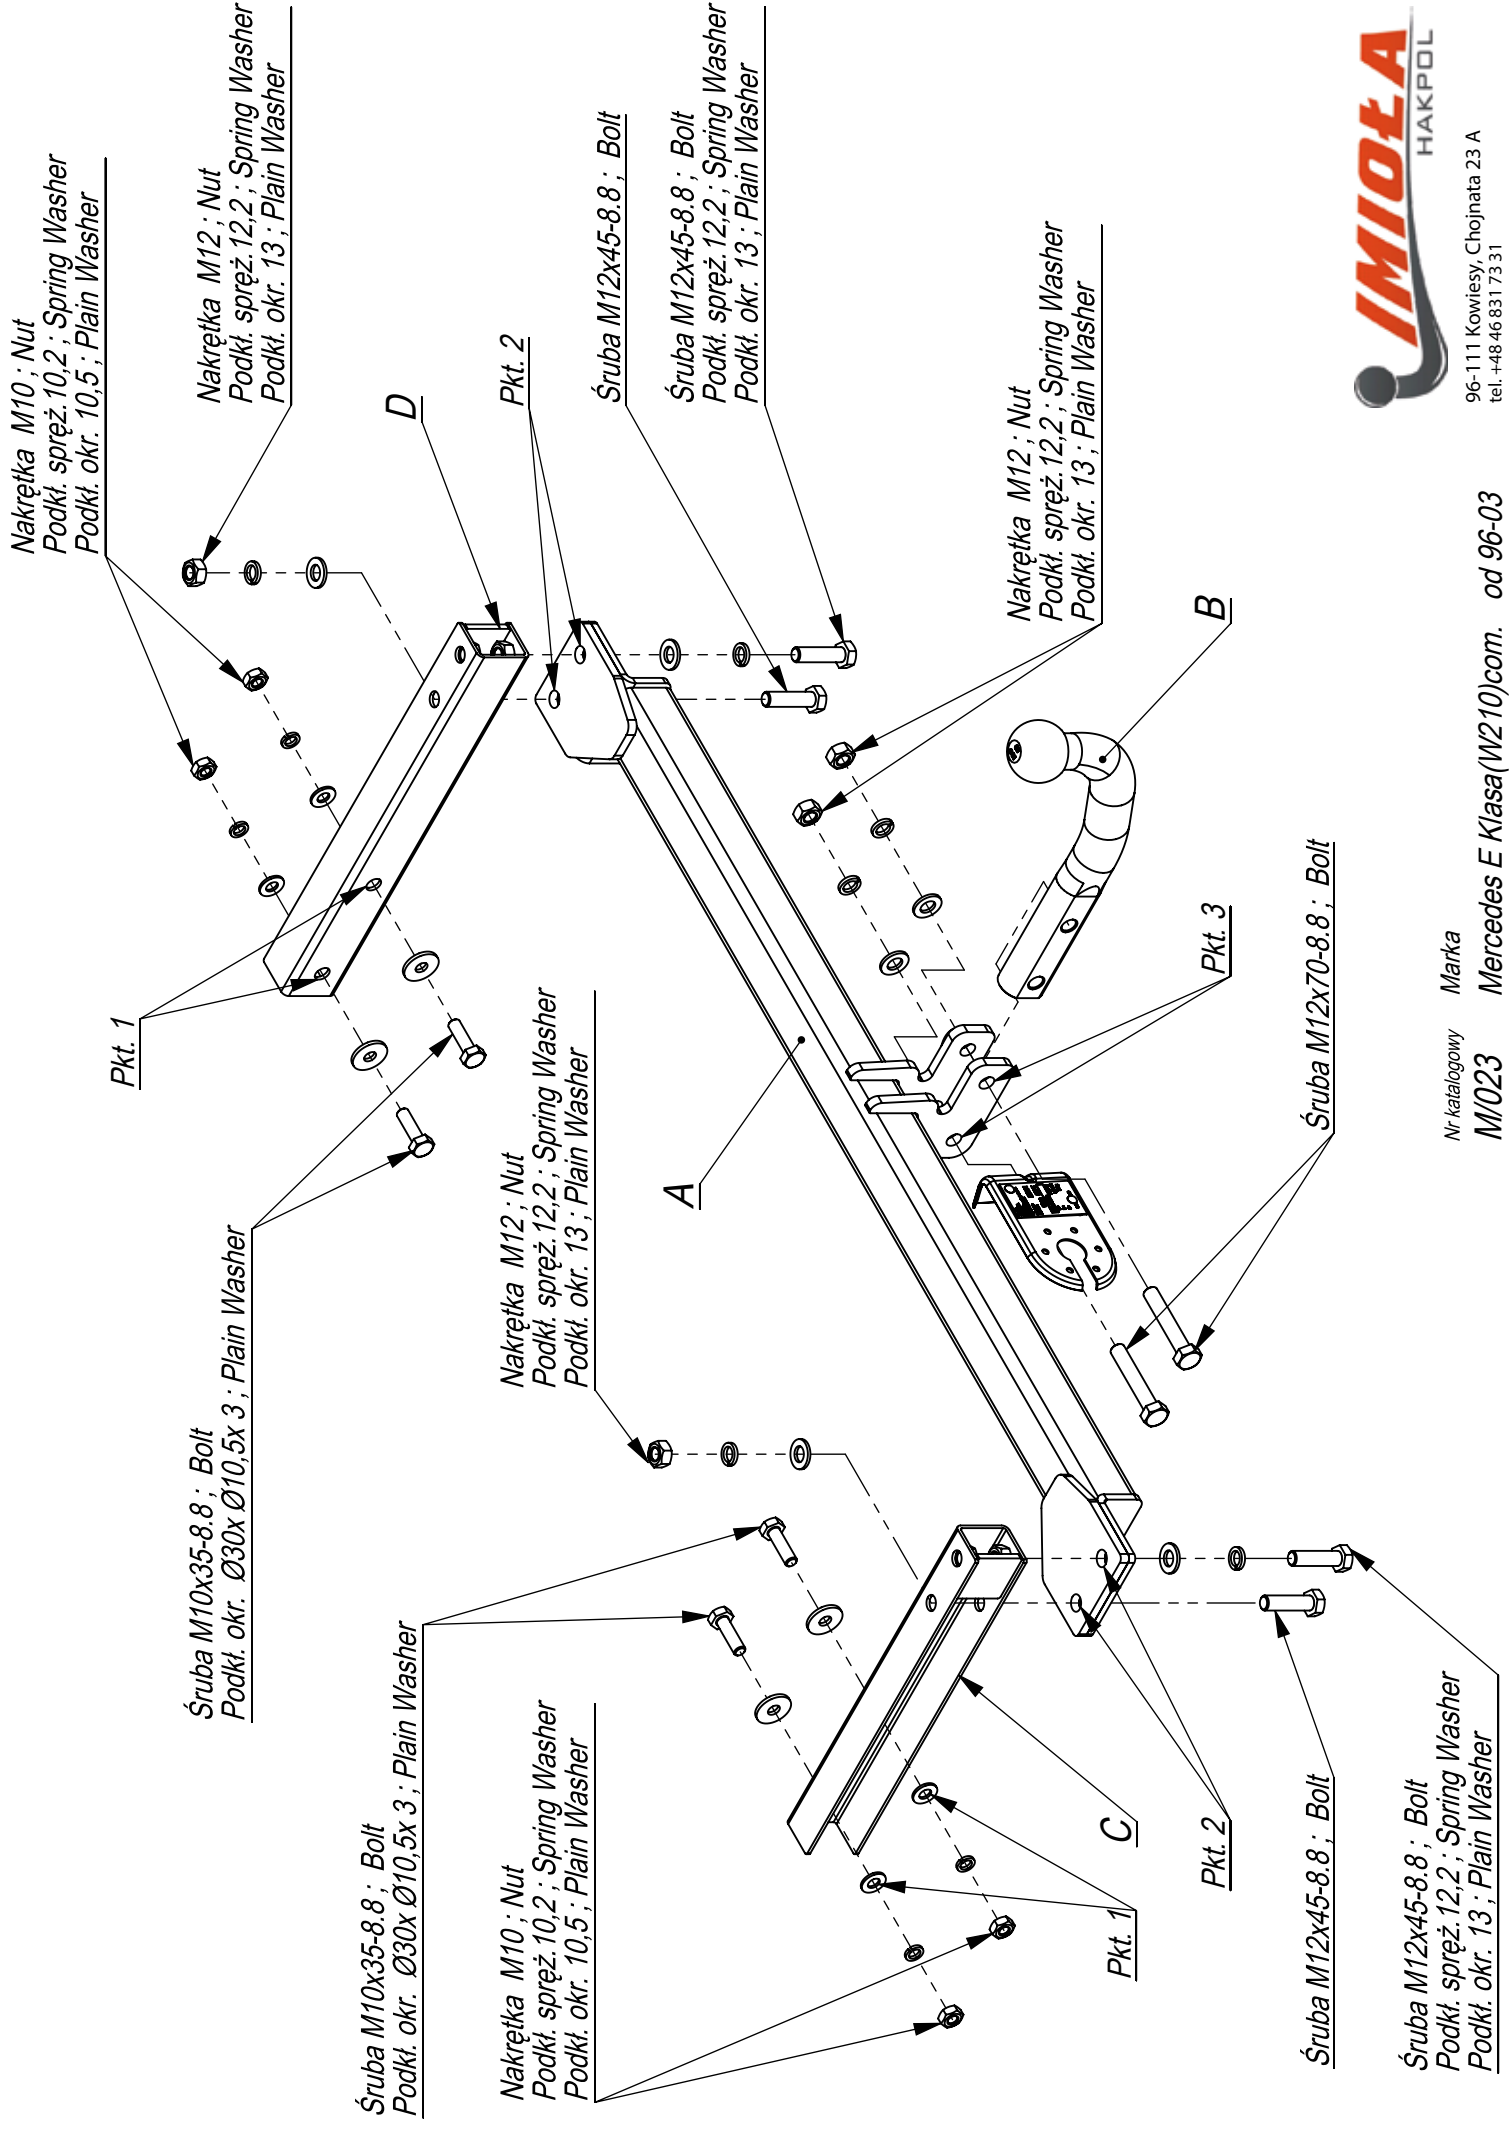 Nakrętka M10 ; Nut
Podkł. spręż.10,2 ; Spring Washer
Podkł. okr. 10,5 ; Plain Washer
Nakrętka M12 ; Nut
Podkł. spręż.12,2 ; Spring Washer
Podkł. okr. 13 ; Plain Washer
D
Pkt. 2
Śruba M12x45-8.8 ; Bolt
Śruba M12x45-8.8 ; Bolt
Podkł. spręż.12,2 ; Spring Washer
Podkł. okr. 13 ; Plain Washer
Nakrętka M12 ; Nut
Podkł. spręż.12,2 ; Spring Washer
Podkł. okr. 13 ; Plain Washer
B
Pkt. 1
Śruba M10x35-8.8 ; Bolt
Podkł. okr. Ø30x Ø10,5x 3 ; Plain Washer
Nakrętka M12 ; Nut
Podkł. spręż.12,2 ; Spring Washer
Podkł. okr. 13 ; Plain Washer
A
Pkt. 3
Śruba M12x70-8.8 ; Bolt
Śruba M10x35-8.8 ; Bolt
Podkł. okr. Ø30x Ø10,5x 3 ; Plain Washer
Nakrętka M10 ; Nut
Podkł. spręż.10,2 ; Spring Washer
Podkł. okr. 10,5 ; Plain Washer
Pkt. 1
C
Pkt. 2
Śruba M12x45-8.8 ; Bolt
Śruba M12x45-8.8 ; Bolt
Podkł. spręż.12,2 ; Spring Washer
Podkł. okr. 13 ; Plain Washer
Nr katalogowy Marka
M/023 Mercedes E Klasa(W210)com. od 96-03
IMIOŁA
HAKPOL
96-111 Kowiesy, Chojnata 23 A
tel. +48 46 831 73 31